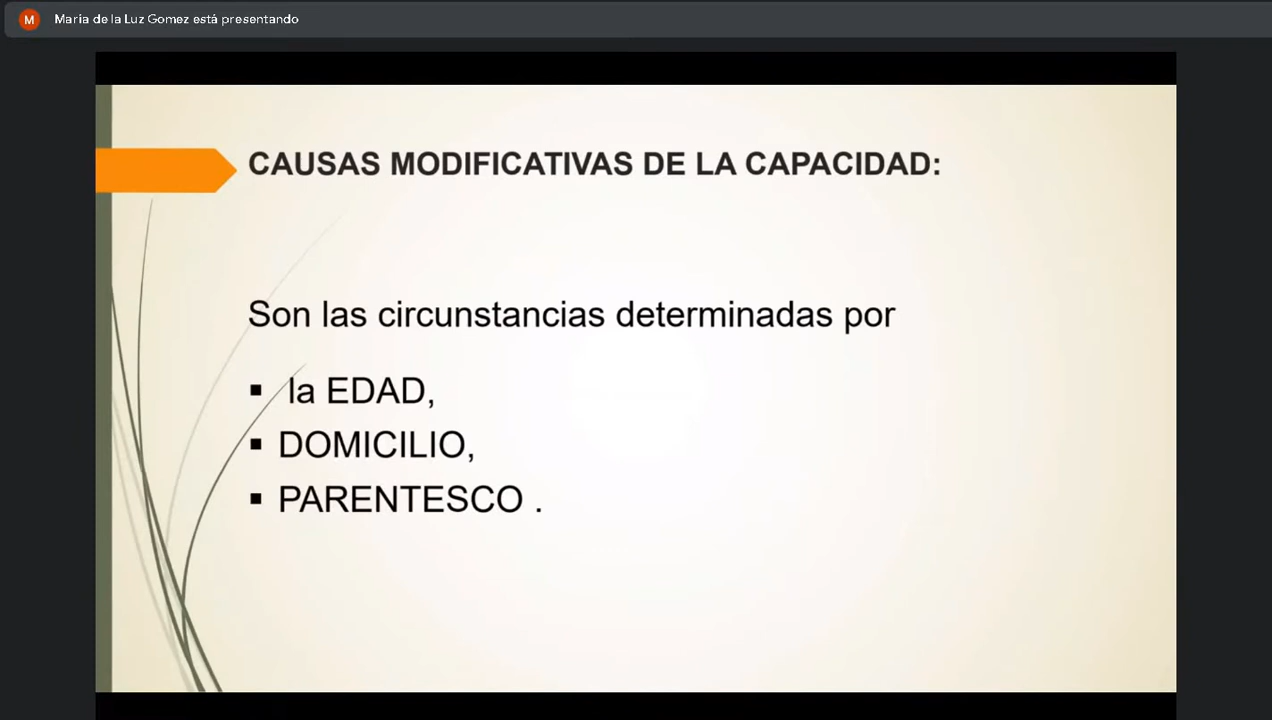 M
Maria de la Luz Gomez está presentando
CAUSAS MODIFICATIVAS DE LA CAPACIDAD:
Son las circunstancias determinadas por
▪ la EDAD,
▪ DOMICILIO,
▪ PARENTESCO .